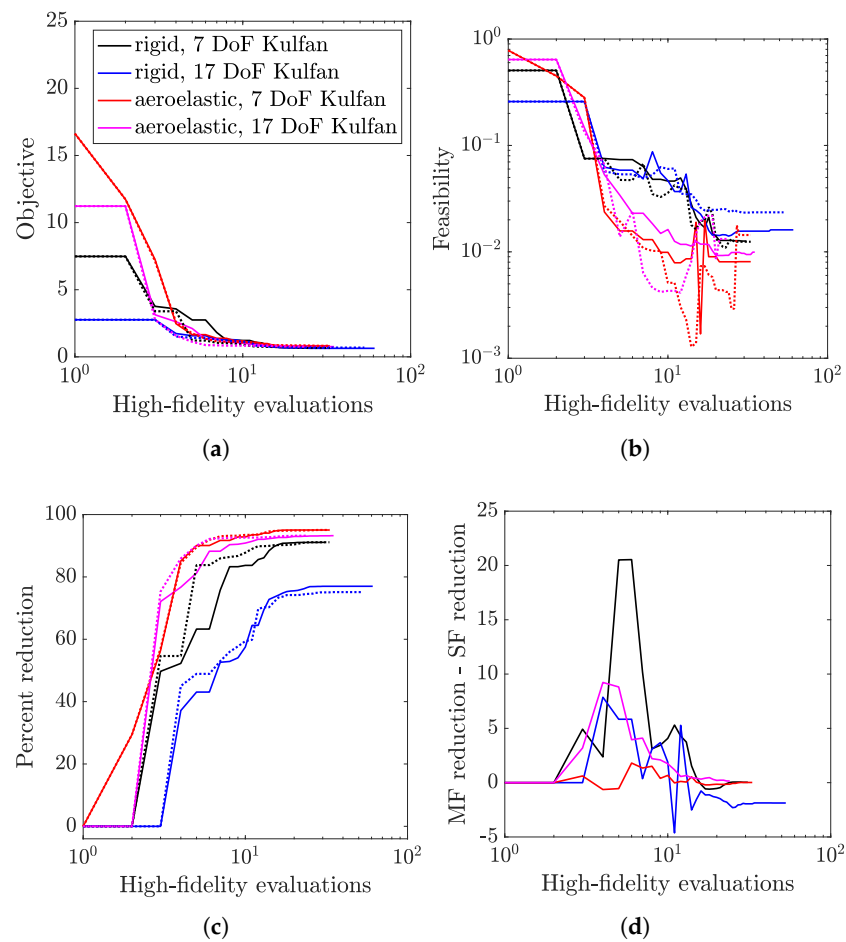 25
20
15
10
5
0
Objective
rigid, 7 DoF Kulfan
rigid, 17 DoF Kulfan
aeroelastic, 7 DoF Kulfan
aeroelastic, 17 DoF Kulfan
10^0
10^1
10^2
High-fidelity evaluations
(a)
10^0
10^-1
10^-2
10^-3
Feasibility
10^0
10^1
10^2
High-fidelity evaluations
(b)
100
80
60
40
20
0
Percent reduction
10^0
10^1
10^2
High-fidelity evaluations
(c)
25
20
15
10
5
0
-5
MF reduction - SF reduction
10^0
10^1
10^2
High-fidelity evaluations
(d)